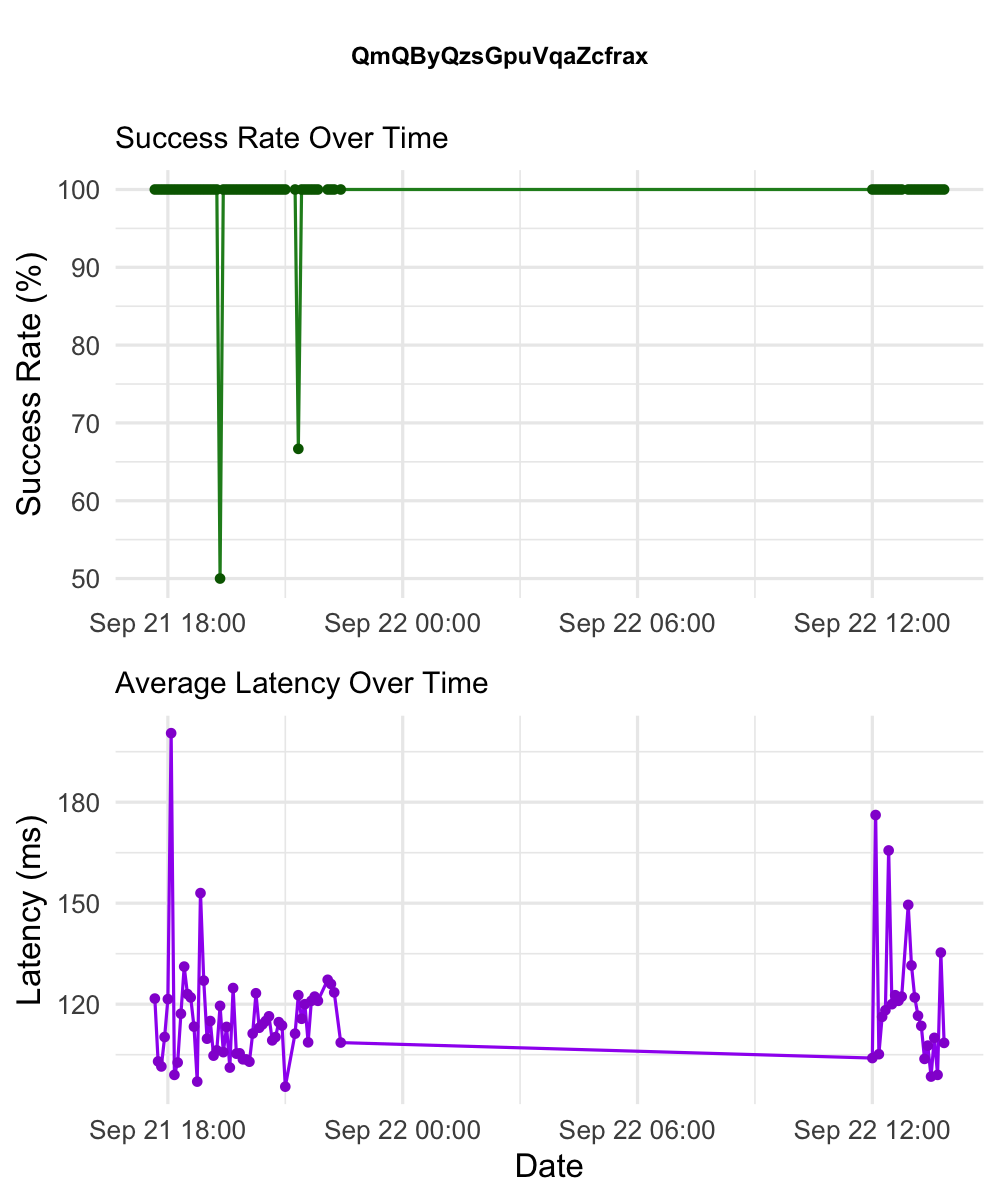 QmQByQzsGpuVqaZcfrax
Success Rate Over Time
Success Rate (%)
100
90
80
70
60
50
Sep 21 18:00 Sep 22 00:00 Sep 22 06:00 Sep 22 12:00
Average Latency Over Time
Latency (ms)
180
150
120
Sep 21 18:00 Sep 22 00:00 Sep 22 06:00 Sep 22 12:00
Date